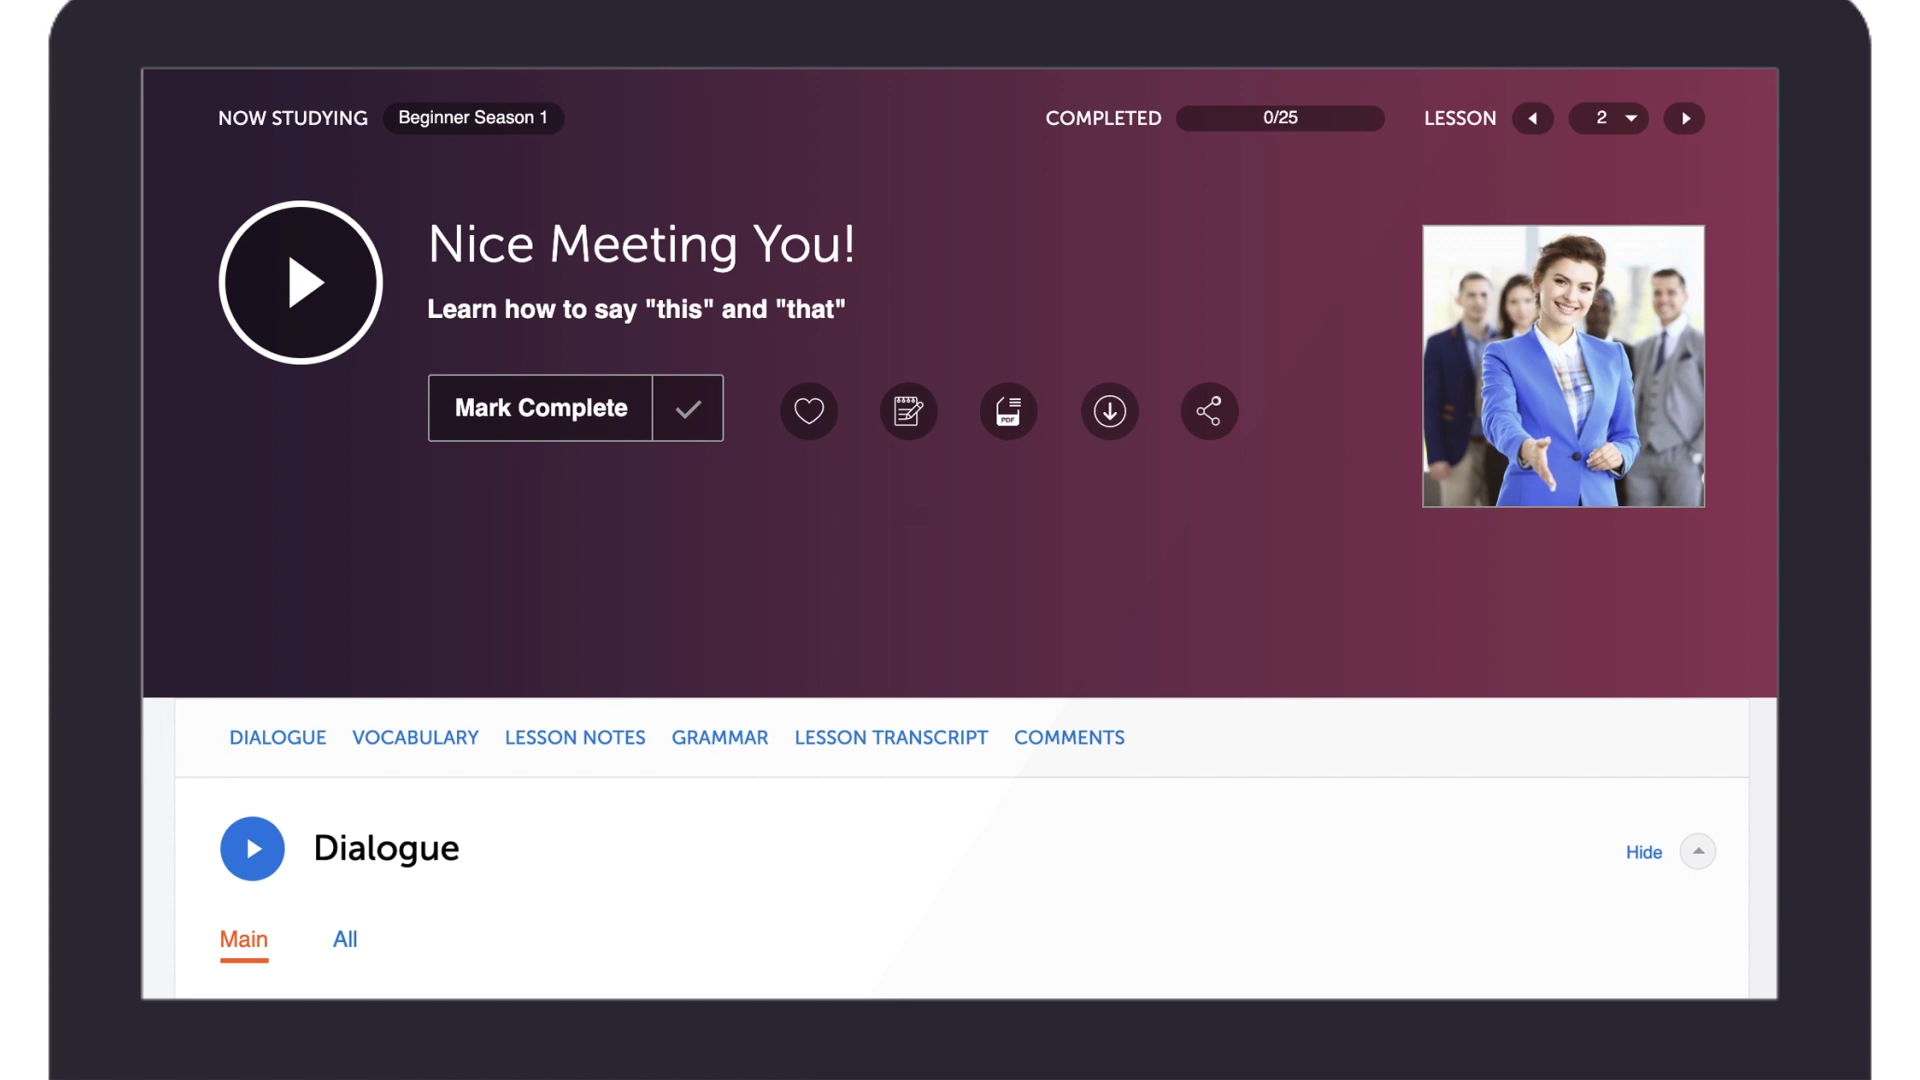 NOW STUDYING Beginner Season 1 COMPLETED 0/25 LESSON 2
Nice Meeting You!
Learn how to say "this" and "that"
Mark Complete
PDF
DIALOGUE VOCABULARY LESSON NOTES GRAMMAR LESSON TRANSCRIPT COMMENTS
Dialogue Hide
Main All